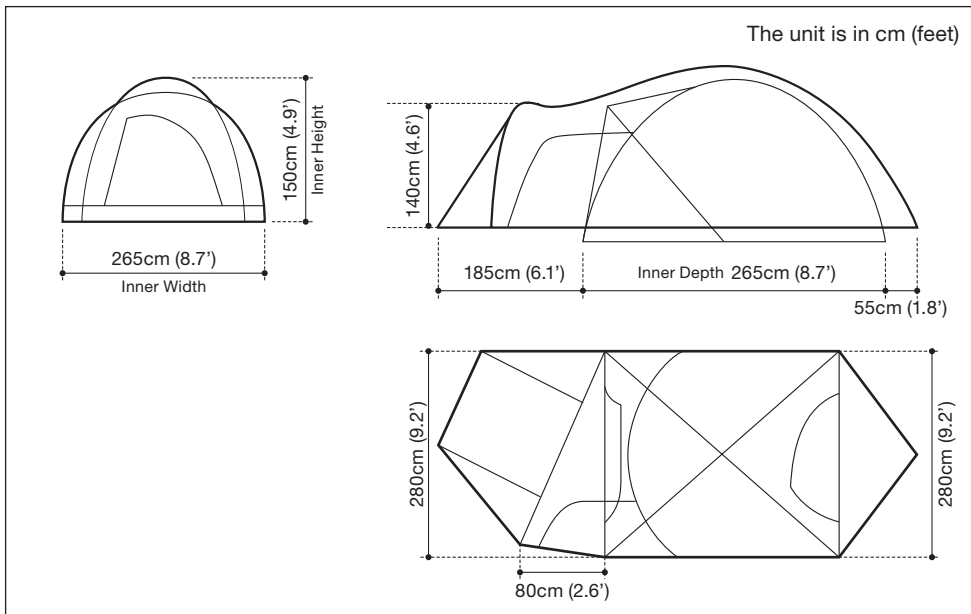 The unit is in cm (feet)
150cm (4.9’)
Inner Height
265cm (8.7’)
Inner Width
140cm (4.6’)
185cm (6.1’)
Inner Depth 265cm (8.7’)
55cm (1.8’)
280cm (9.2’)
280cm (9.2’)
80cm (2.6’)